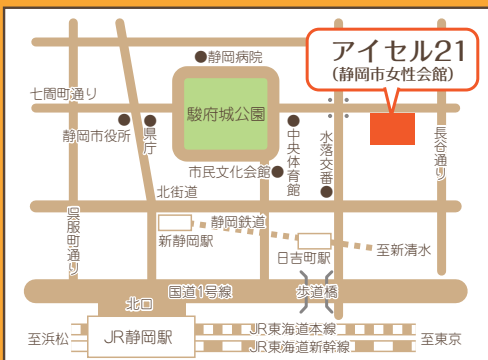 アイセル21
(静岡市女性会館)
静岡病院
七間町通り
駿府城公園
静岡市役所
県庁
中央体育館
水落交番
長谷通り
市民文化会館
北街道
呉服町通り
静岡鉄道
新静岡駅
日吉町駅
至新清水
国道1号線
歩道橋
北口
JR東海道本線
至浜松
JR静岡駅
至東京
JR東海道新幹線